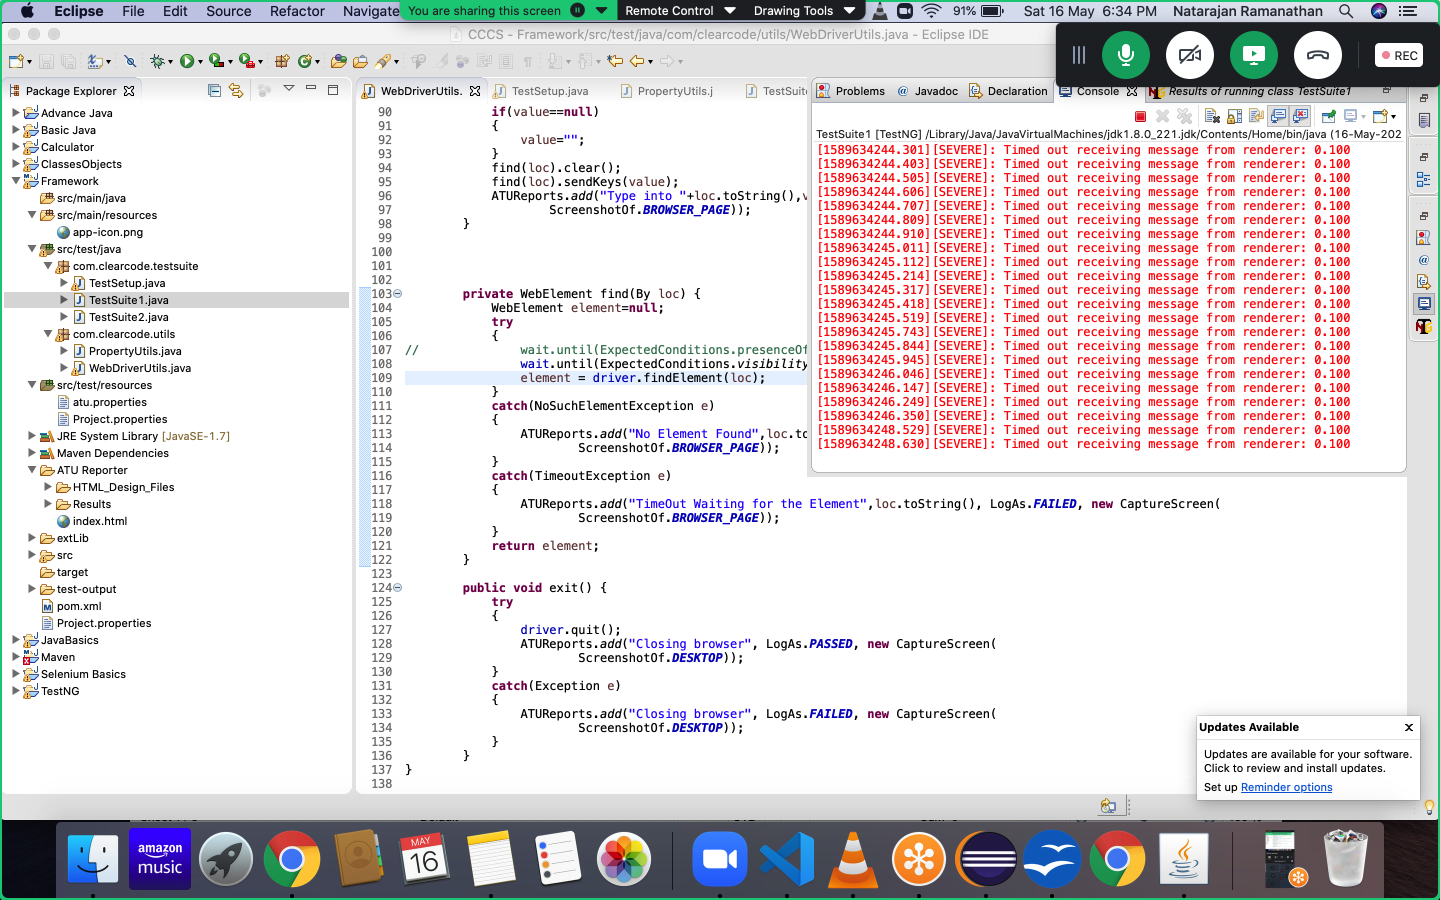 Eclipse File Edit Source Refactor Navigate
You are sharing this screen
Remote Control
Drawing Tools
91%
Sat 16 May 6:34 PM Natarajan Ramanathan
CCCS - Framework/src/test/java/com/clearcode/utils/WebDriverUtils.java - Eclipse IDE
REC
Package Explorer
Advance Java
Basic Java
Calculator
ClassesObjects
Framework
src/main/java
src/main/resources
app-icon.png
src/test/java
com.clearcode.testsuite
TestSetup.java
TestSuite1.java
TestSuite2.java
com.clearcode.utils
PropertyUtils.java
WebDriverUtils.java
src/test/resources
atu.properties
Project.properties
JRE System Library [JavaSE-1.7]
Maven Dependencies
ATU Reporter
HTML_Design_Files
Results
index.html
extLib
src
target
test-output
pom.xml
Project.properties
JavaBasics
Maven
Selenium Basics
TestNG
WebDriverUtils.
TestSetup.java
PropertyUtils.j
TestSuit
90 if(value==null)
91 {
92 value="";
93 }
94 find(loc).clear();
95 find(loc).sendKeys(value);
96 ATUReports.add("Type into "+loc.toString(),v
97 ScreenshotOf.BROWSER_PAGE));
98 }
99
100
101
102
103 private WebElement find(By loc) {
104 WebElement element=null;
105 try
106 {
107 // wait.until(ExpectedConditions.presenceOf
108 wait.until(ExpectedConditions.visibility
109 element = driver.findElement(loc);
110 }
111 catch(NoSuchElementException e)
112 {
113 ATUReports.add("No Element Found",loc.to
114 ScreenshotOf.BROWSER_PAGE));
115 }
116 catch(TimeoutException e)
117 {
118 ATUReports.add("TimeOut Waiting for the Element",loc.toString(), LogAs.FAILED, new CaptureScreen(
119 ScreenshotOf.BROWSER_PAGE));
120 }
121 return element;
122 }
123
124 public void exit() {
125 try
126 {
127 driver.quit();
128 ATUReports.add("Closing browser", LogAs.PASSED, new CaptureScreen(
129 ScreenshotOf.DESKTOP));
130 }
131 catch(Exception e)
132 {
133 ATUReports.add("Closing browser", LogAs.FAILED, new CaptureScreen(
134 ScreenshotOf.DESKTOP));
135 }
136 }
137 }
138
Problems
Javadoc
Declaration
Console
Results of running class TestSuite1
TestSuite1 [TestNG] /Library/Java/JavaVirtualMachines/jdk1.8.0_221.jdk/Contents/Home/bin/java (16-May-202
[1589634244.301][SEVERE]: Timed out receiving message from renderer: 0.100
[1589634244.403][SEVERE]: Timed out receiving message from renderer: 0.100
[1589634244.505][SEVERE]: Timed out receiving message from renderer: 0.100
[1589634244.606][SEVERE]: Timed out receiving message from renderer: 0.100
[1589634244.707][SEVERE]: Timed out receiving message from renderer: 0.100
[1589634244.809][SEVERE]: Timed out receiving message from renderer: 0.100
[1589634244.910][SEVERE]: Timed out receiving message from renderer: 0.100
[1589634245.011][SEVERE]: Timed out receiving message from renderer: 0.100
[1589634245.112][SEVERE]: Timed out receiving message from renderer: 0.100
[1589634245.214][SEVERE]: Timed out receiving message from renderer: 0.100
[1589634245.317][SEVERE]: Timed out receiving message from renderer: 0.100
[1589634245.418][SEVERE]: Timed out receiving message from renderer: 0.100
[1589634245.519][SEVERE]: Timed out receiving message from renderer: 0.100
[1589634245.743][SEVERE]: Timed out receiving message from renderer: 0.100
[1589634245.844][SEVERE]: Timed out receiving message from renderer: 0.100
[1589634245.945][SEVERE]: Timed out receiving message from renderer: 0.100
[1589634246.046][SEVERE]: Timed out receiving message from renderer: 0.100
[1589634246.147][SEVERE]: Timed out receiving message from renderer: 0.100
[1589634246.249][SEVERE]: Timed out receiving message from renderer: 0.100
[1589634246.350][SEVERE]: Timed out receiving message from renderer: 0.100
[1589634248.529][SEVERE]: Timed out receiving message from renderer: 0.100
[1589634248.630][SEVERE]: Timed out receiving message from renderer: 0.100
Updates Available
Updates are available for your software.
Click to review and install updates.
Set up Reminder options
amazon
music
MAY
16